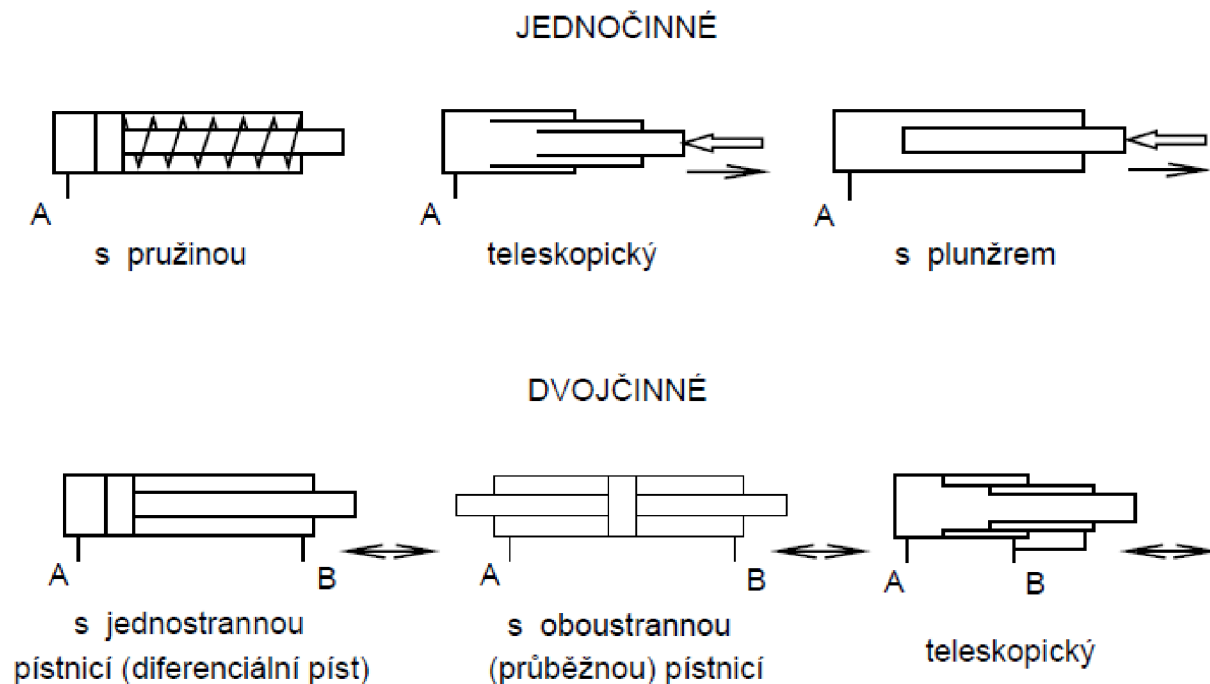 JEDNOČINNÉ
A
A
A
s pružinou
teleskopický
s plunžrem
DVOJČINNÉ
A
B
A
B
A
B
s jednostrannou
pístnicí (diferenciální píst)
s oboustrannou
(průběžnou) pístnicí
teleskopický